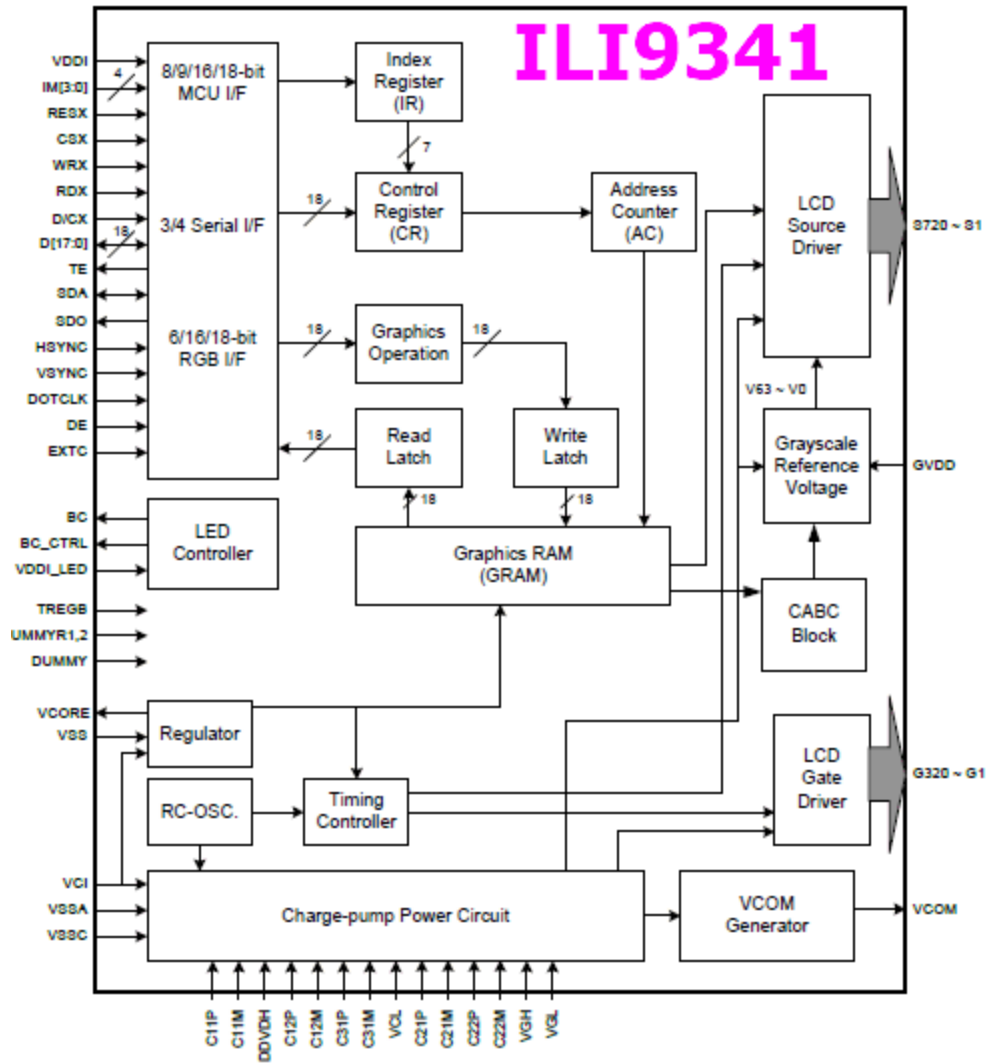 ILI9341
VDDI
IM[3:0]
4
RESX
CSX
WRX
RDX
D/CX
D[17:0]
18
TE
SDA
SDO
HSYNC
VSYNC
DOTCLK
DE
EXTC
8/9/16/18-bit
MCU I/F
3/4 Serial I/F
6/16/18-bit
RGB I/F
Index
Register
(IR)
7
18
Control
Register
(CR)
Address
Counter
(AC)
LCD
Source
Driver
S720 ~ S1
18
Graphics
Operation
18
18
Read
Latch
Write
Latch
18
18
V63 ~ V0
Grayscale
Reference
Voltage
GVDD
BC
BC_CTRL
VDDI_LED
LED
Controller
Graphics RAM
(GRAM)
CABC
Block
TREGB
UMMYR1,2
DUMMY
VCORE
VSS
Regulator
RC-OSC.
Timing
Controller
LCD
Gate
Driver
G320 ~ G1
VCI
VSSA
VSSC
Charge-pump Power Circuit
VCOM
Generator
VCOM
C11P
C11M
DDVDH
C12P
C12M
C31P
C31M
VCL
C21P
C21M
C22P
C22M
VGH
VGL